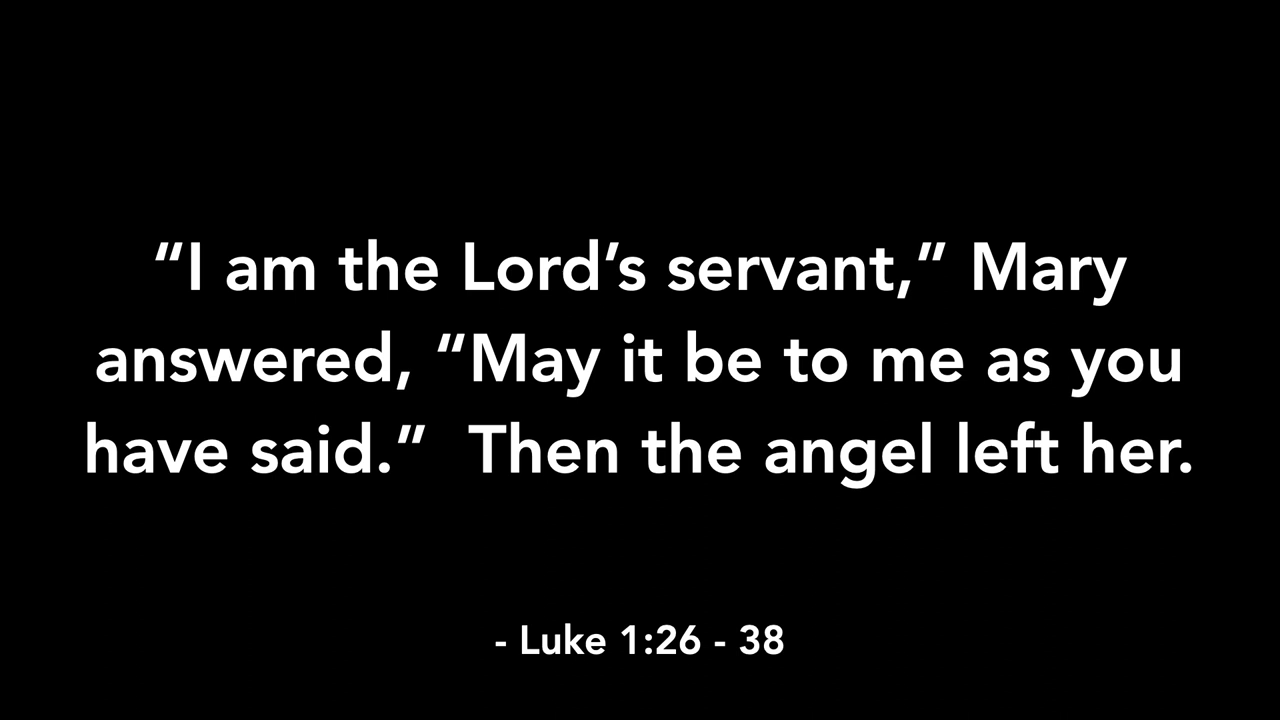 “I am the Lord’s servant,” Mary
answered, “May it be to me as you
have said.”  Then the angel left her.
- Luke 1:26 - 38